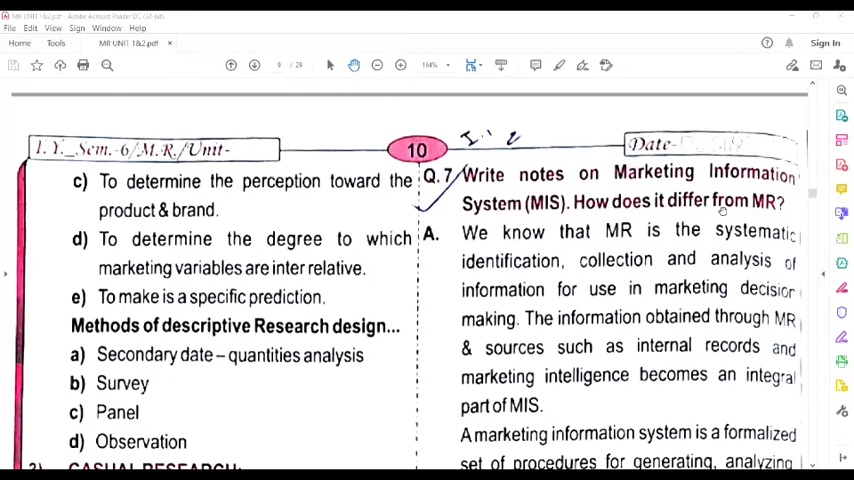 MR UNIT 1&2.pdf - Adobe Acrobat Reader DC (32-bit)
File Edit View Sign Window Help
Home Tools MR UNIT 1&2.pdf × Sign In
9 / 29 164%
T.Y._Sem.-6/M.R./Unit-
10
Date-
c) To determine the perception toward the
product & brand.
d) To determine the degree to which
marketing variables are inter relative.
e) To make is a specific prediction.
Methods of descriptive Research design...
a) Secondary date – quantities analysis
b) Survey
c) Panel
d) Observation
CASUAL RESEARCH:
Q. 7 Write notes on Marketing Information
System (MIS). How does it differ from MR?
A. We know that MR is the systematic
identification, collection and analysis of
information for use in marketing decision
making. The information obtained through MR
& sources such as internal records and
marketing intelligence becomes an integral
part of MIS.
A marketing information system is a formalized
set of procedures for generating, analyzing